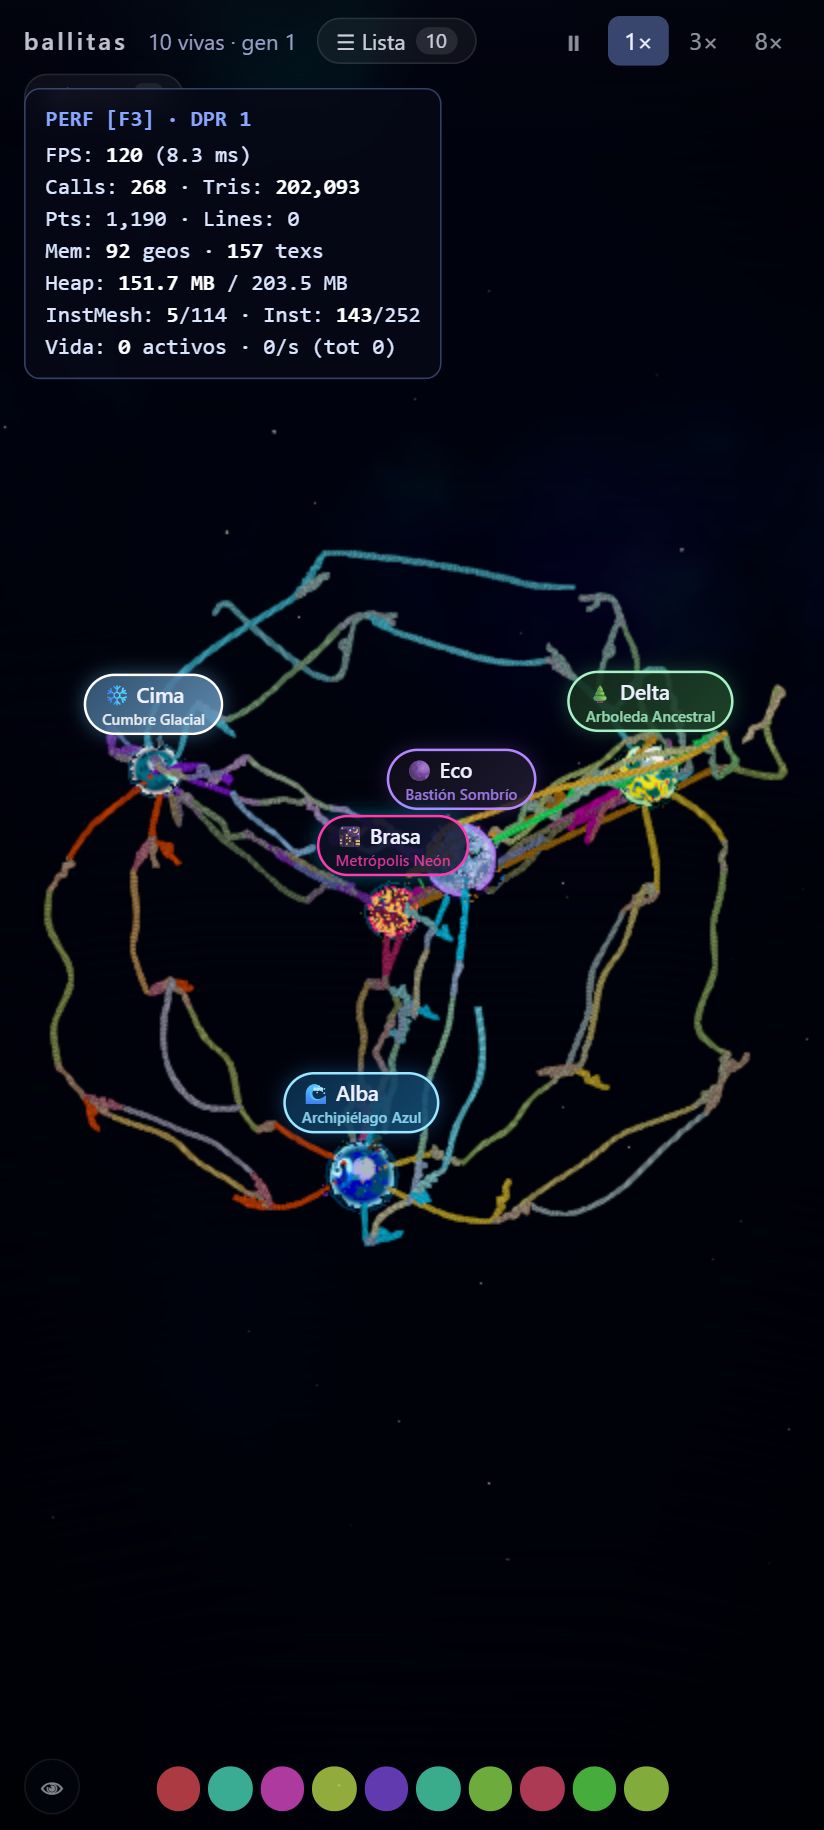 ballitas 10 vivas · gen 1 ☰ Lista 10 1× 3× 8×
PERF [F3] · DPR 1
FPS: 120 (8.3 ms)
Calls: 268 · Tris: 202,093
Pts: 1,190 · Lines: 0
Mem: 92 geos · 157 texs
Heap: 151.7 MB / 203.5 MB
InstMesh: 5/114 · Inst: 143/252
Vida: 0 activos · 0/s (tot 0)
Cima
Cumbre Glacial
Delta
Arboleda Ancestral
Eco
Bastión Sombrío
Brasa
Metrópolis Neón
Alba
Archipiélago Azul